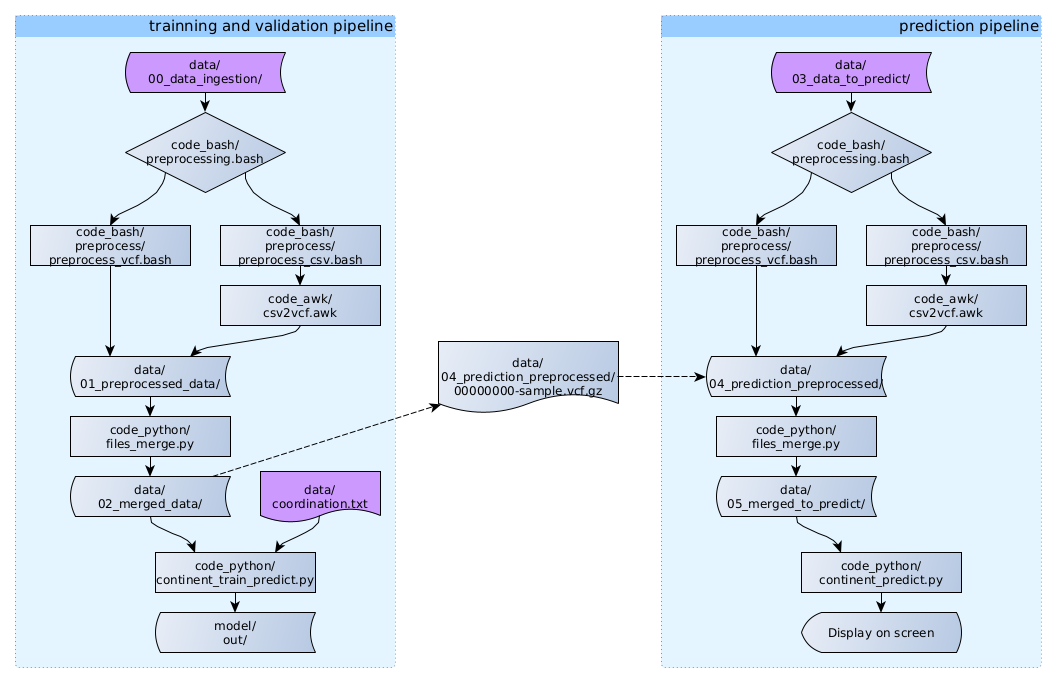 trainning and validation pipeline
data/
00_data_ingestion/
code_bash/
preprocessing.bash
code_bash/
preprocess/
preprocess_vcf.bash
code_bash/
preprocess/
preprocess_csv.bash
code_awk/
csv2vcf.awk
data/
01_preprocessed_data/
code_python/
files_merge.py
data/
02_merged_data/
data/
coordination.txt
code_python/
continent_train_predict.py
model/
out/
data/
04_prediction_preprocessed/
00000000-sample.vcf.gz
prediction pipeline
data/
03_data_to_predict/
code_bash/
preprocessing.bash
code_bash/
preprocess/
preprocess_vcf.bash
code_bash/
preprocess/
preprocess_csv.bash
code_awk/
csv2vcf.awk
data/
04_prediction_preprocessed/
code_python/
files_merge.py
data/
05_merged_to_predict/
code_python/
continent_predict.py
Display on screen